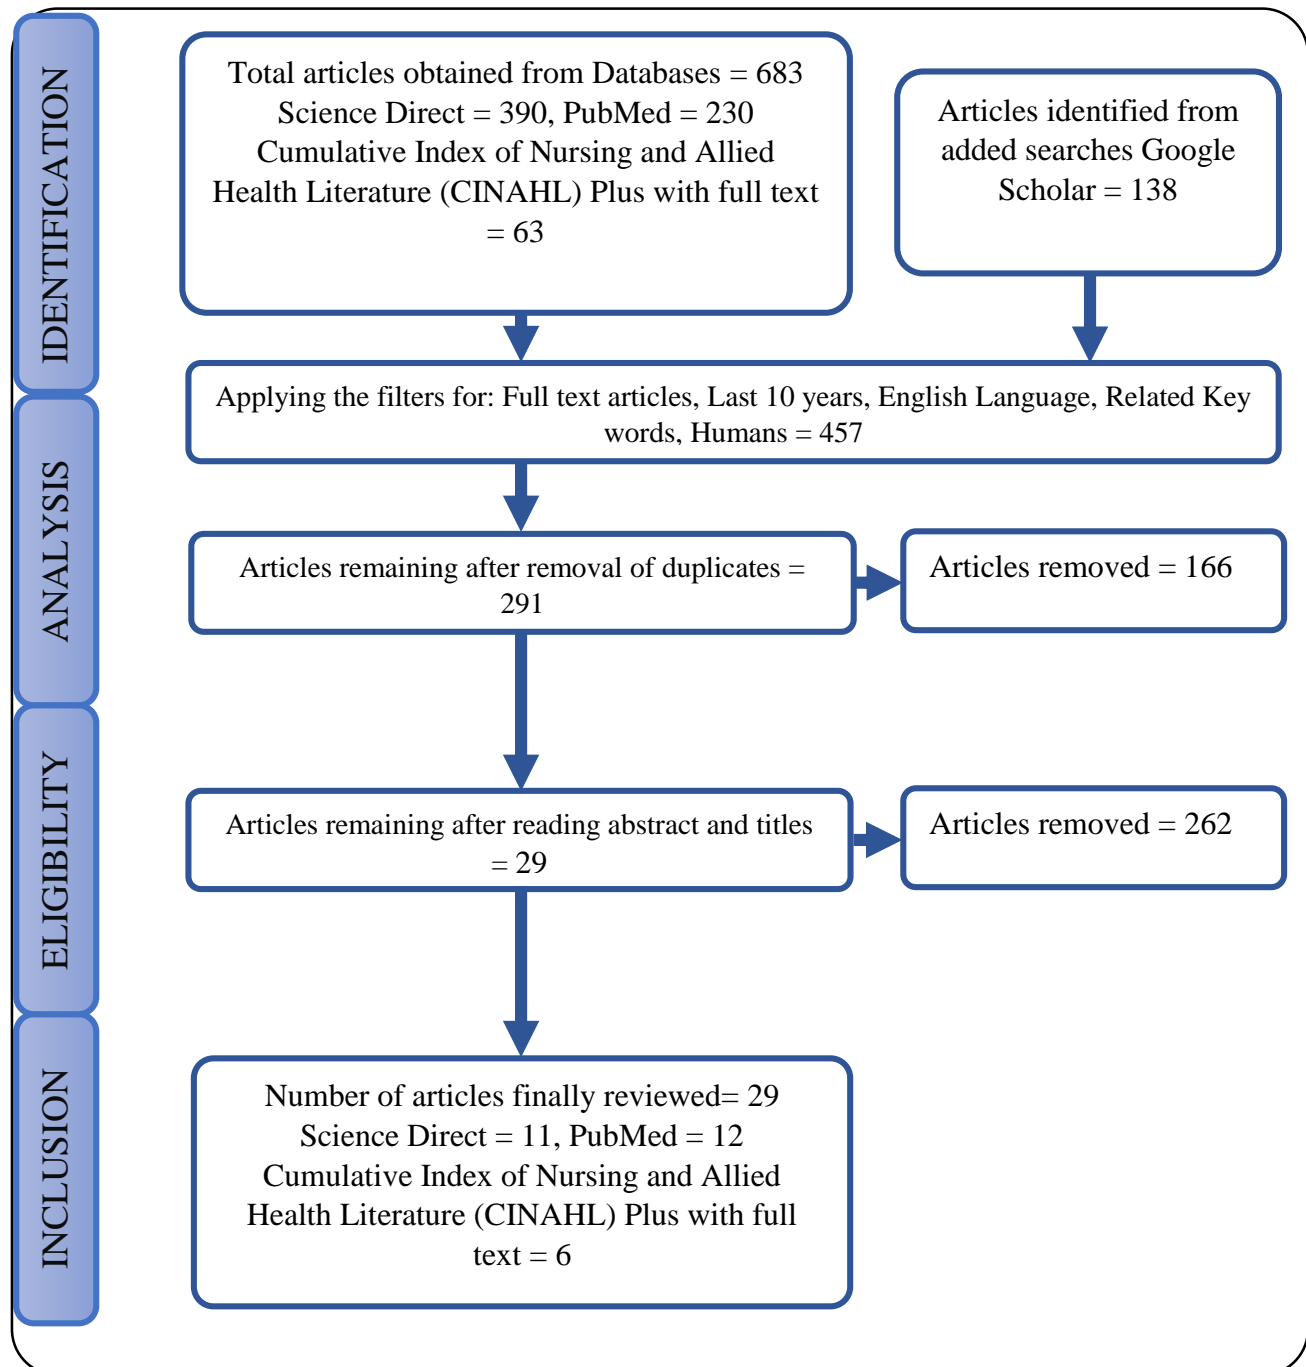 IDENTIFICATION
Total articles obtained from Databases = 683
Science Direct = 390, PubMed = 230
Cumulative Index of Nursing and Allied
Health Literature (CINAHL) Plus with full text
= 63
Articles identified from
added searches Google
Scholar = 138
Applying the filters for: Full text articles, Last 10 years, English Language, Related Key
words, Humans = 457
ANALYSIS
Articles remaining after removal of duplicates =
291
Articles removed = 166
ELIGIBILITY
Articles remaining after reading abstract and titles
= 29
Articles removed = 262
INCLUSION
Number of articles finally reviewed= 29
Science Direct = 11, PubMed = 12
Cumulative Index of Nursing and Allied
Health Literature (CINAHL) Plus with full
text = 6